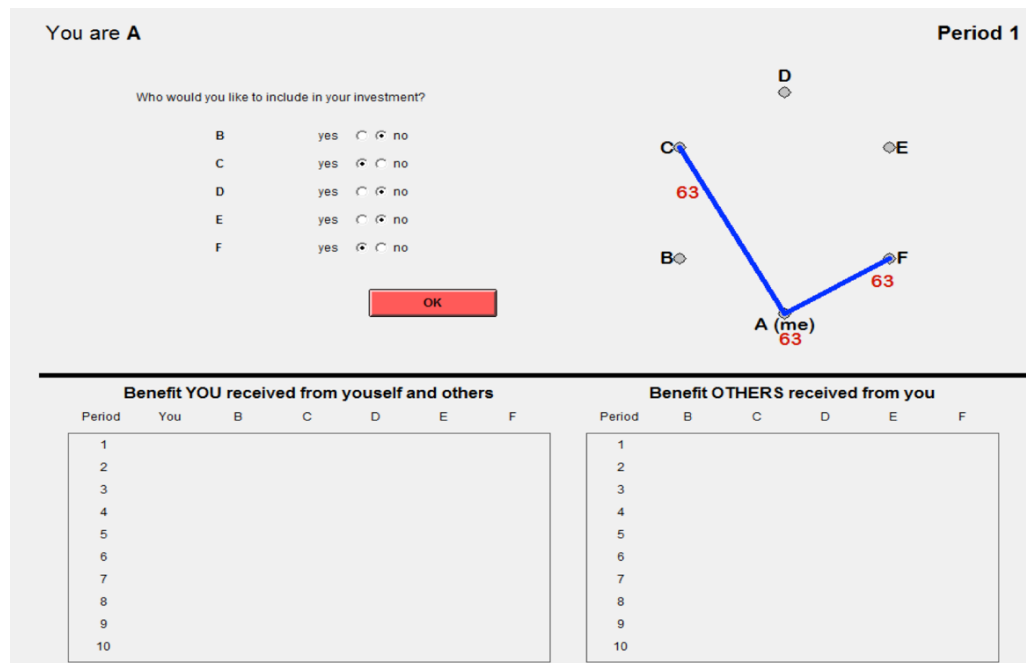 You are A
Period 1
Who would you like to include in your investment?
B yes no
C yes no
D yes no
E yes no
F yes no
OK
D
C
E
63
B
F
63
A (me)
63
Benefit YOU received from youself and others
Period You B C D E F
1
2
3
4
5
6
7
8
9
10
Benefit OTHERS received from you
Period B C D E F
1
2
3
4
5
6
7
8
9
10